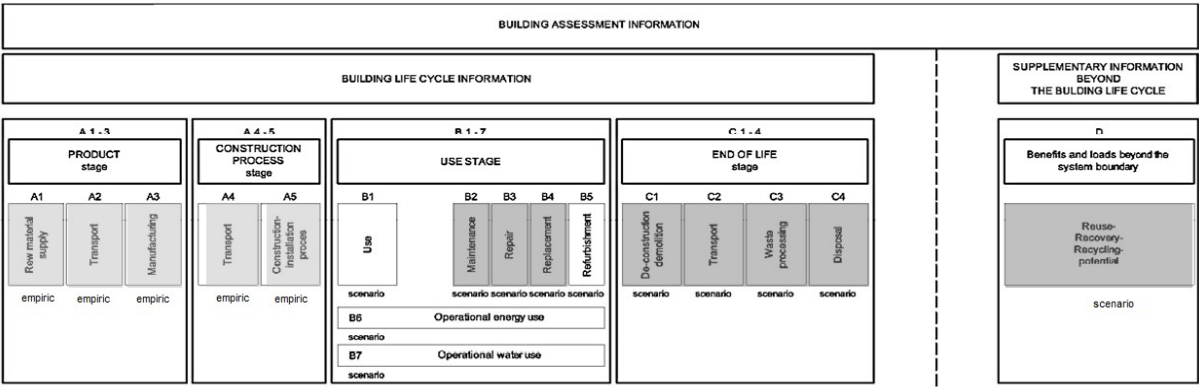 BUILDING ASSESSMENT INFORMATION
BUILDING LIFE CYCLE INFORMATION
SUPPLEMENTARY INFORMATION
BEYOND
THE BULDING LIFE CYCLE
A 1 - 3
PRODUCT
stage
A1
A2
A3
Rew material
supply
Transport
Manufacturing
empiric
empiric
empiric
A 4 - 5
CONSTRUCTION
PROCESS
stage
A4
A5
Transport
Construction-
installation
proces
empiric
empiric
B 1 - 7
USE STAGE
B1
B2
B3
B4
B5
Use
Maintenance
Repair
Replacement
Refurbishment
scenario
scenario
scenario
scenario
scenario
B6 Operational energy use
scenario
B7 Operational water use
scenario
C 1 - 4
END OF LIFE
stage
C1
C2
C3
C4
De-construction
demolition
Transport
Waste
processing
Disposal
scenario
scenario
scenario
scenario
D
Benefits and loads beyond the
system boundary
Reuse-
Recovery-
Recycling-
potential
scenario